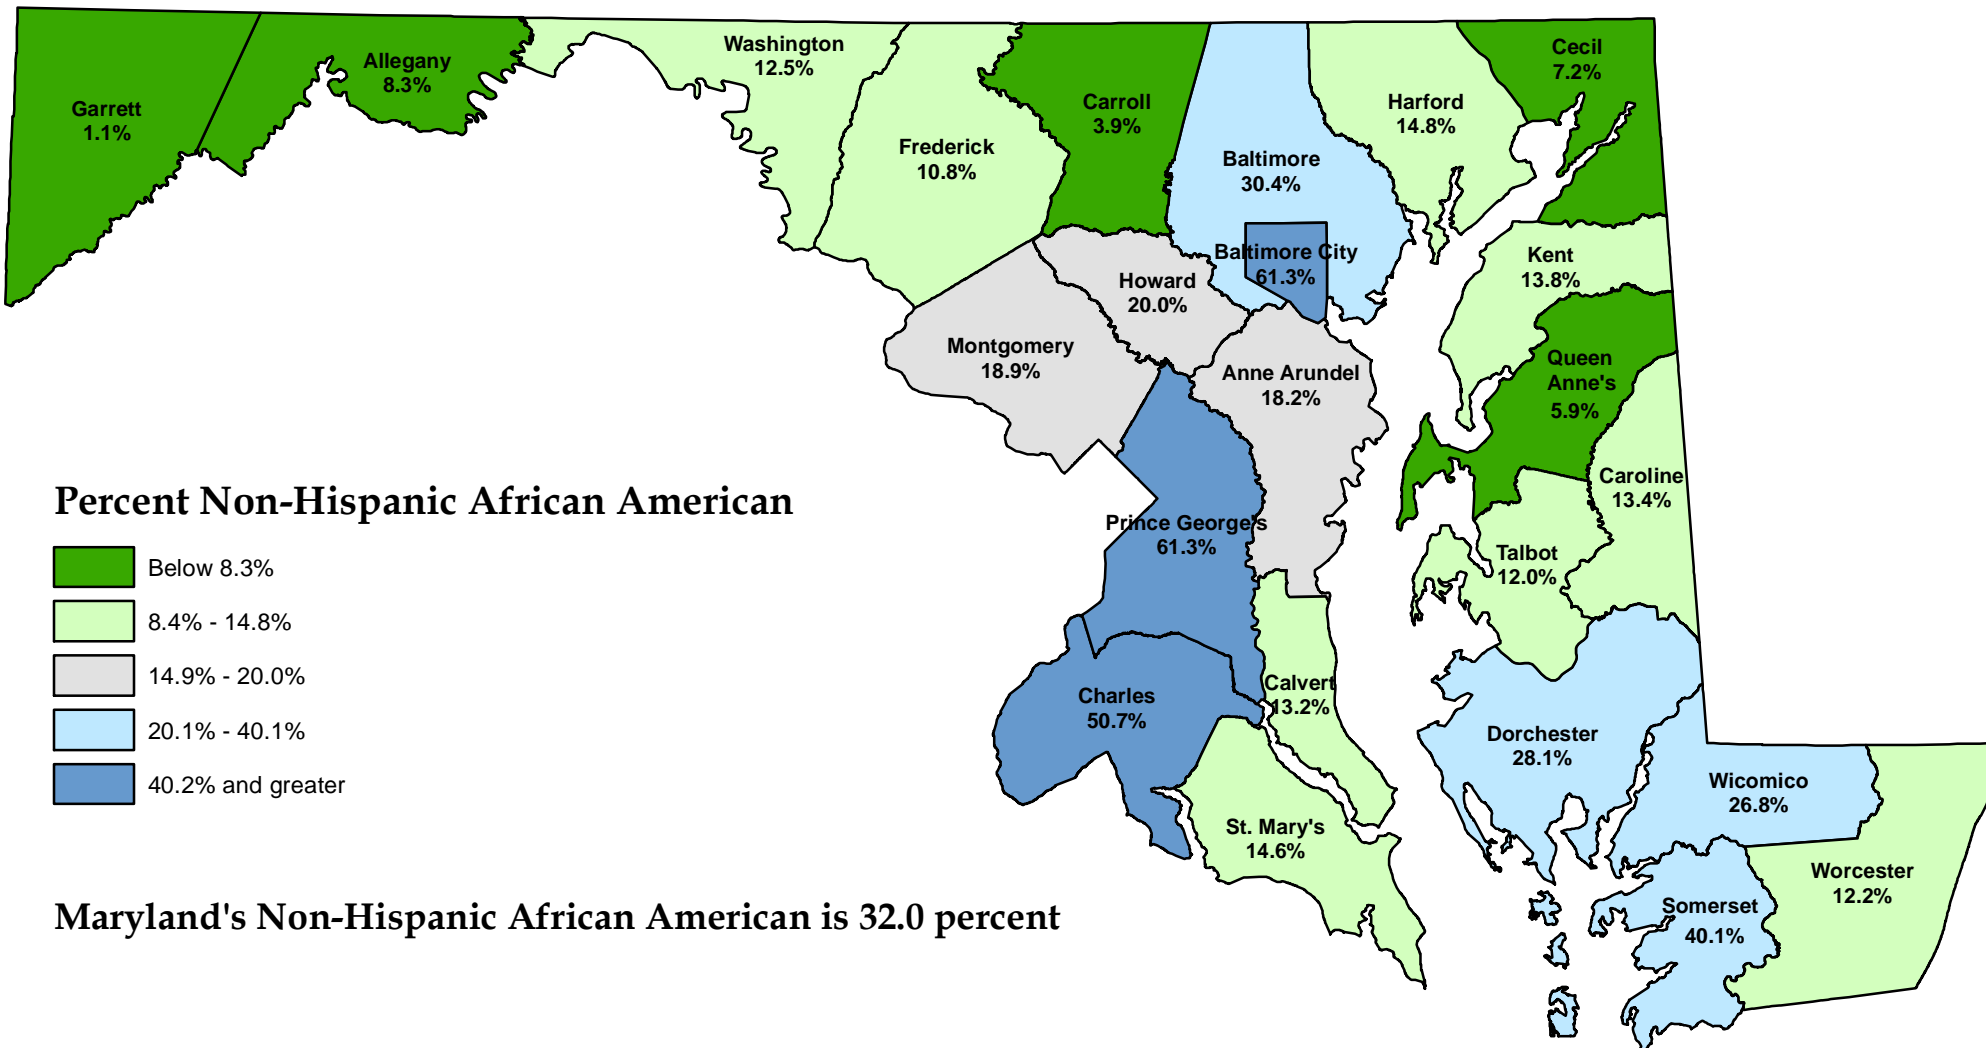 Garrett
1.1%
Allegany
8.3%
Washington
12.5%
Frederick
10.8%
Carroll
3.9%
Baltimore
30.4%
Baltimore City
61.3%
Harford
14.8%
Cecil
7.2%
Kent
13.8%
Howard
20.0%
Montgomery
18.9%
Anne Arundel
18.2%
Queen
Anne's
5.9%
Caroline
13.4%
Prince George's
61.3%
Talbot
12.0%
Charles
50.7%
Calvert
13.2%
Dorchester
28.1%
Wicomico
26.8%
St. Mary's
14.6%
Worcester
12.2%
Somerset
40.1%
Percent Non-Hispanic African American
Below 8.3%
8.4% - 14.8%
14.9% - 20.0%
20.1% - 40.1%
40.2% and greater
Maryland's Non-Hispanic African American is 32.0 percent